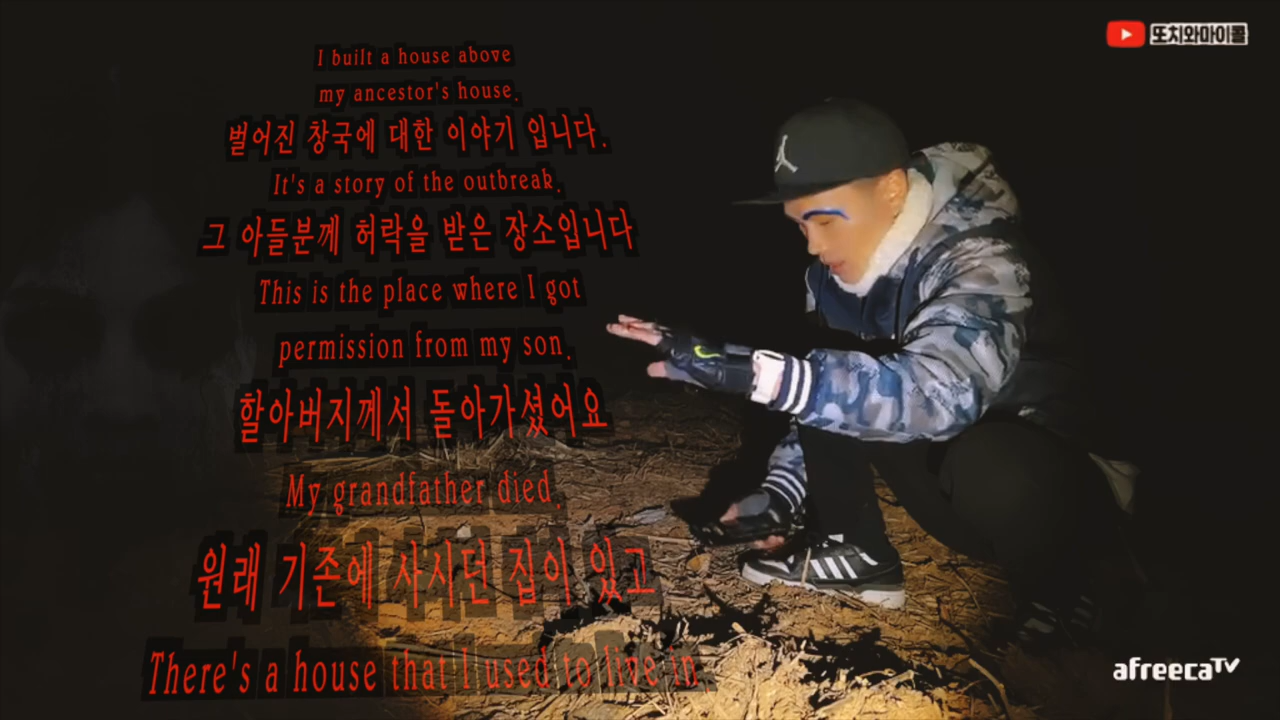 또치와마이콜
I built a house above
my ancestor's house.
벌어진 창국에 대한 이야기 입니다.
It's a story of the outbreak.
그 아들분께 허락을 받은 장소입니다
This is the place where I got
permission from my son.
할아버지께서 돌아가셨어요
My grandfather died.
원래 기존에 사시던 집이 있고
There's a house that I used to live in.
afreecaTV